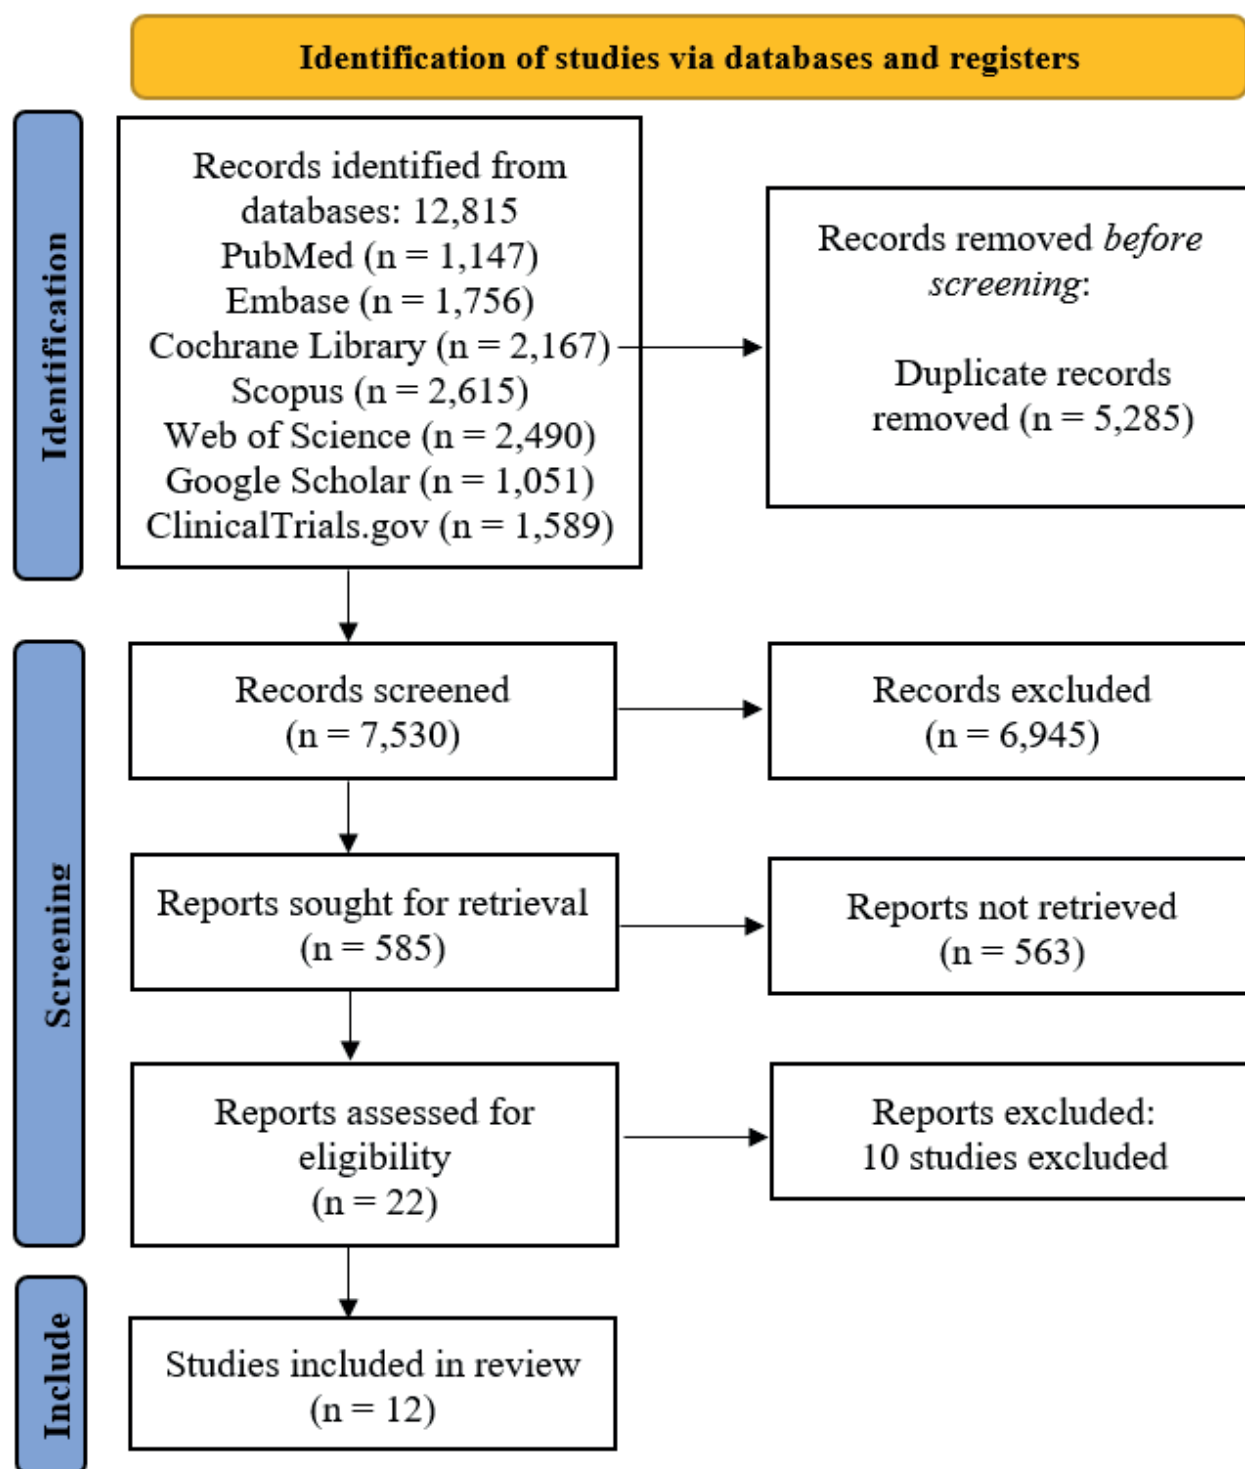 Identification of studies via databases and registers
Identification
Records identified from
databases: 12,815
PubMed (n = 1,147)
Embase (n = 1,756)
Cochrane Library (n = 2,167)
Scopus (n = 2,615)
Web of Science (n = 2,490)
Google Scholar (n = 1,051)
ClinicalTrials.gov (n = 1,589)
Records removed before
screening:
Duplicate records
removed (n = 5,285)
Screening
Records screened
(n = 7,530)
Records excluded
(n = 6,945)
Reports sought for retrieval
(n = 585)
Reports not retrieved
(n = 563)
Reports assessed for
eligibility
(n = 22)
Reports excluded:
10 studies excluded
Include
Studies included in review
(n = 12)